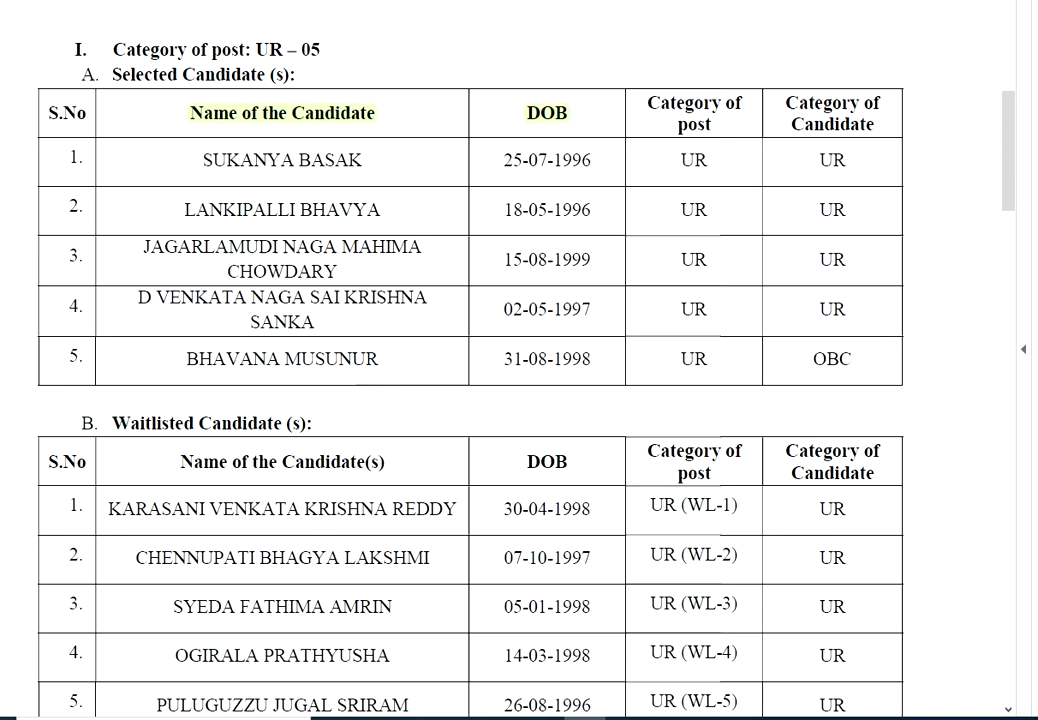 I. Category of post: UR – 05
A. Selected Candidate (s):
S.No Name of the Candidate DOB Category of post Category of Candidate
1. SUKANYA BASAK 25-07-1996 UR UR
2. LANKIPALLI BHAVYA 18-05-1996 UR UR
3. JAGARLAMUDI NAGA MAHIMA CHOWDARY 15-08-1999 UR UR
4. D VENKATA NAGA SAI KRISHNA SANKA 02-05-1997 UR UR
5. BHAVANA MUSUNUR 31-08-1998 UR OBC
B. Waitlisted Candidate (s):
S.No Name of the Candidate(s) DOB Category of post Category of Candidate
1. KARASANI VENKATA KRISHNA REDDY 30-04-1998 UR (WL-1) UR
2. CHENNUPATI BHAGYA LAKSHMI 07-10-1997 UR (WL-2) UR
3. SYEDA FATHIMA AMRIN 05-01-1998 UR (WL-3) UR
4. OGIRALA PRATHYUSHA 14-03-1998 UR (WL-4) UR
5. PULUGUZZU JUGAL SRIRAM 26-08-1996 UR (WL-5) UR